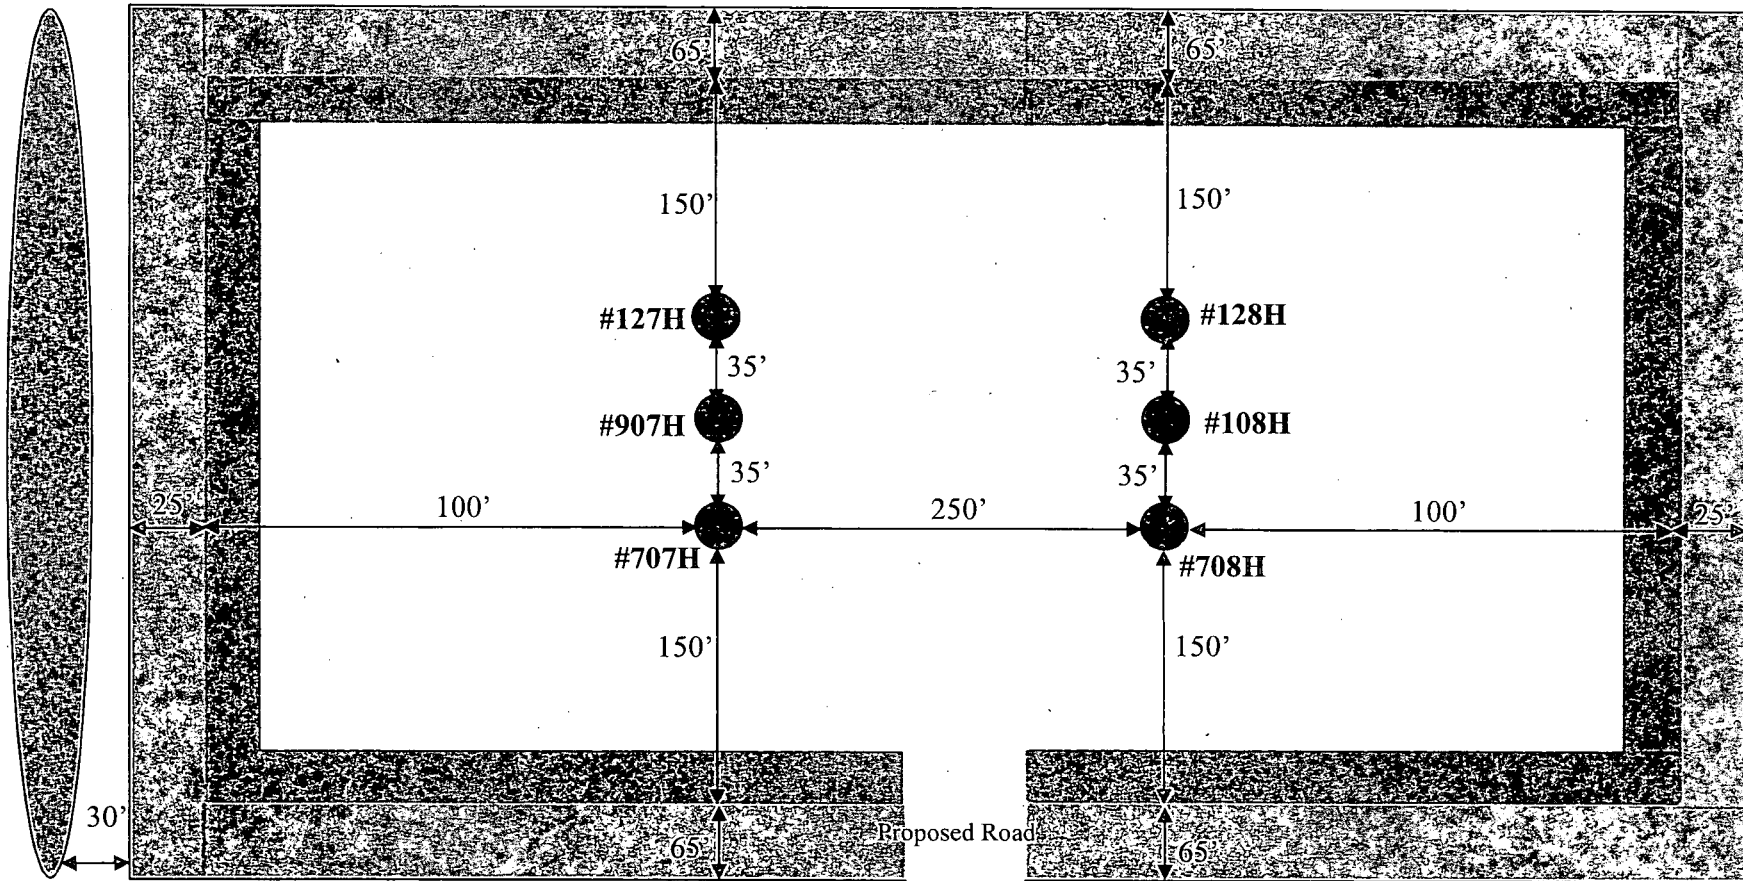 65’ 65’
150’ 150’
#127H #128H
35’ 35’
#907H #108H
35’ 35’
25’ 100’ 250’ 100’ 25’
#707H #708H
150’ 150’
30’ Proposed Road
65’ 65’